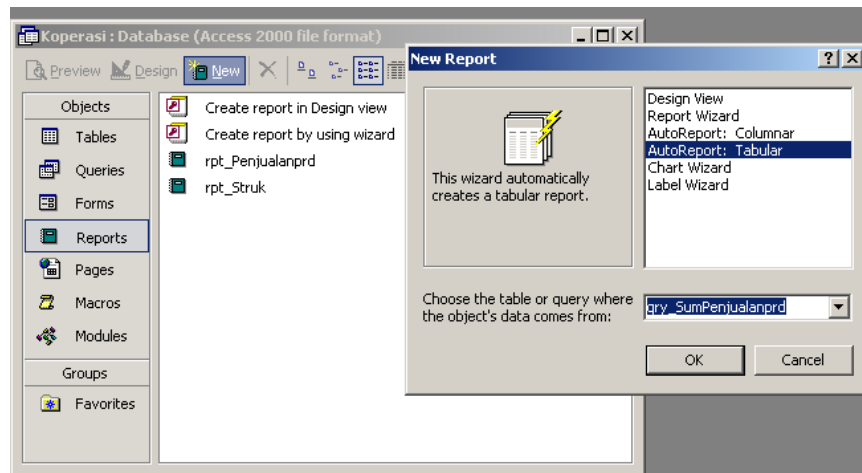 Koperasi : Database (Access 2000 file format)
Preview Design New
Objects
Tables
Queries
Forms
Reports
Pages
Macros
Modules
Groups
Favorites
Create report in Design view
Create report by using wizard
rpt_Penjualanprd
rpt_Struk
New Report
This wizard automatically
creates a tabular report.
Design View
Report Wizard
AutoReport: Columnar
AutoReport: Tabular
Chart Wizard
Label Wizard
Choose the table or query where
the object's data comes from:
qry_SumPenjualanprd
OK Cancel